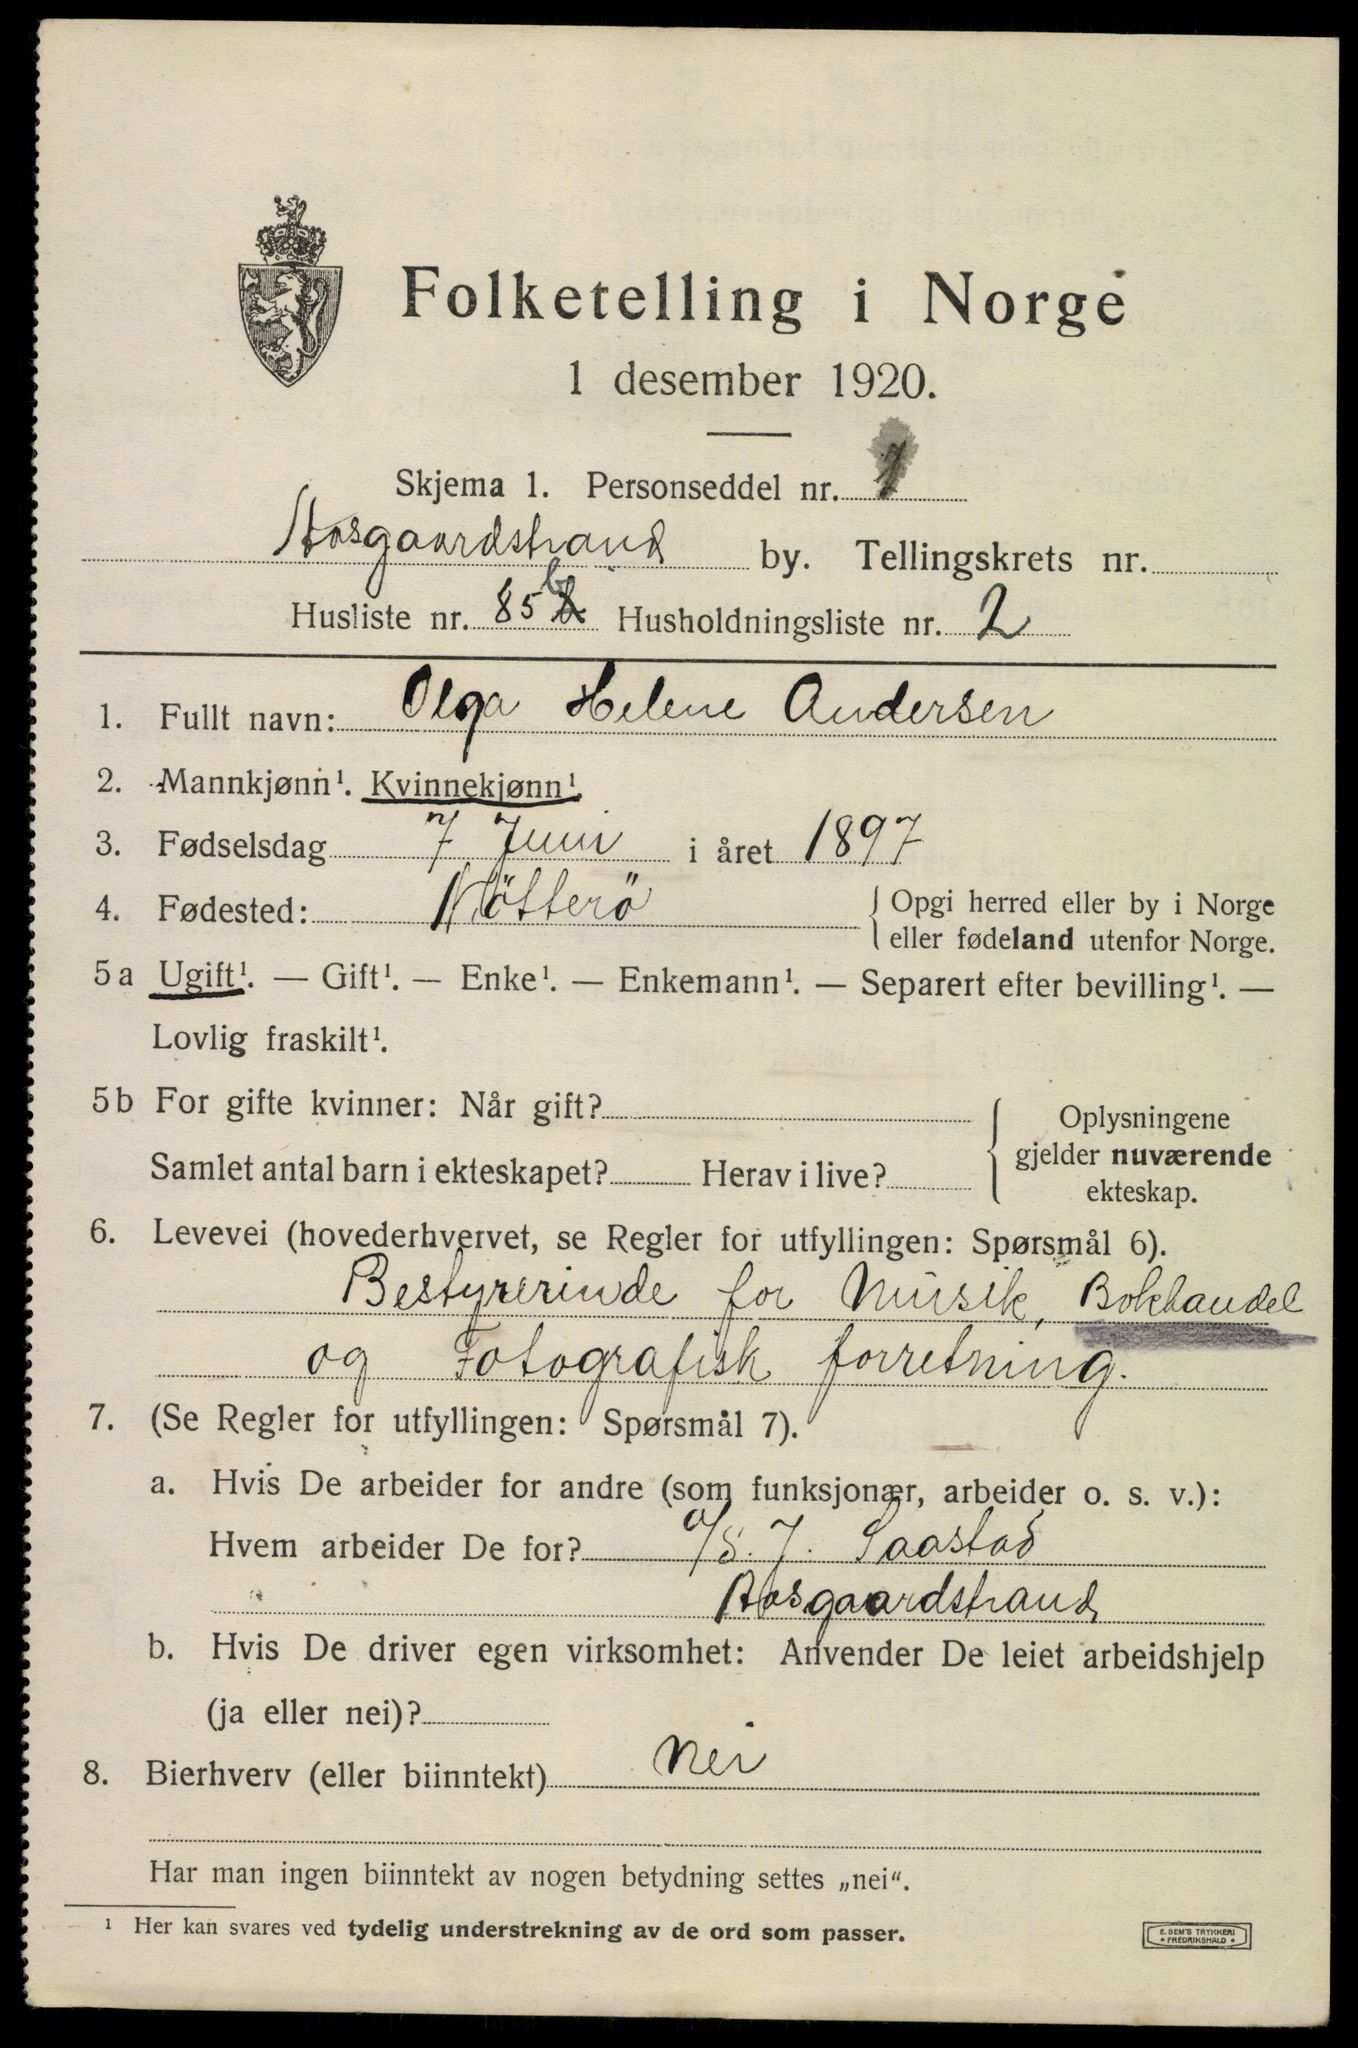 Folketelling i Norge
1 desember 1920.
Skjema 1. Personseddel nr. 1
Aasgaardstrand by. Tellingskrets nr.
Husliste nr. 85 b Husholdningsliste nr. 2
1. Fullt navn: Olga Helene Andersen
2. Mannkjønn¹. Kvinnekjønn¹.
3. Fødselsdag 7 Juni i året 1897
4. Fødested: Nötterö { Opgi herred eller by i Norge
eller fødeland utenfor Norge.
5a Ugift¹. — Gift¹. — Enke¹. — Enkemann¹. — Separert efter bevilling¹. —
Lovlig fraskilt¹.
5b For gifte kvinner: Når gift?
Samlet antal barn i ekteskapet? Herav i live?
Oplysningene
gjelder nuværende
ekteskap.
6. Levevei (hovederhvervet, se Regler for utfyllingen: Spørsmål 6).
Bestyrerinde for Musik, Bokhandel
og Fotografisk forretning.
7. (Se Regler for utfyllingen: Spørsmål 7).
a. Hvis De arbeider for andre (som funksjonær, arbeider o. s. v.):
Hvem arbeider De for? a/s. J. Saastad
Aasgaardstrand
b. Hvis De driver egen virksomhet: Anvender De leiet arbeidshjelp
(ja eller nei)?
8. Bierhverv (eller biinntekt) Nei
Har man ingen biinntekt av nogen betydning settes „nei“.
¹ Her kan svares ved tydelig understrekning av de ord som passer.
E. SEM'S TRYKKERI
• FREDRIKSHALD •